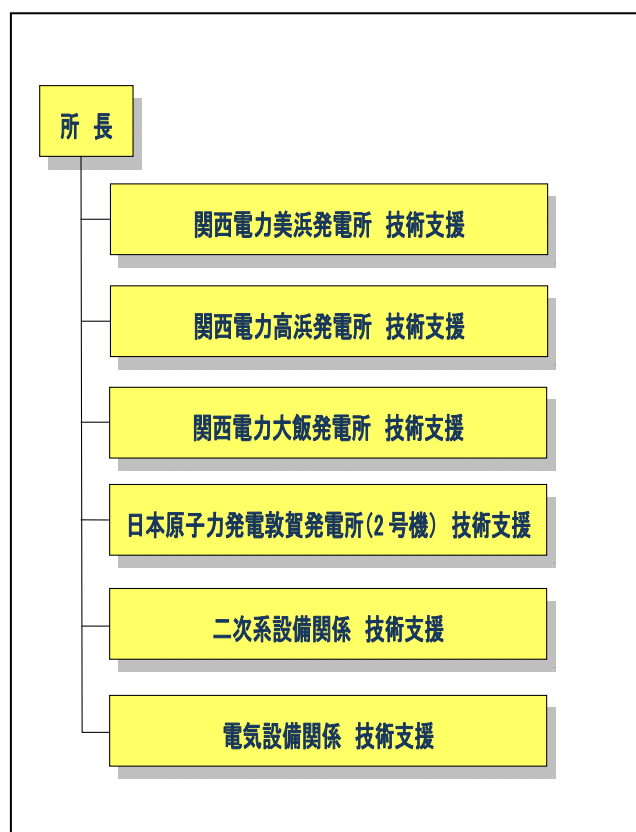 所 長
関西電力美浜発電所 技術支援
関西電力高浜発電所 技術支援
関西電力大飯発電所 技術支援
日本原子力発電敦賀発電所(2号機) 技術支援
二次系設備関係 技術支援
電気設備関係 技術支援